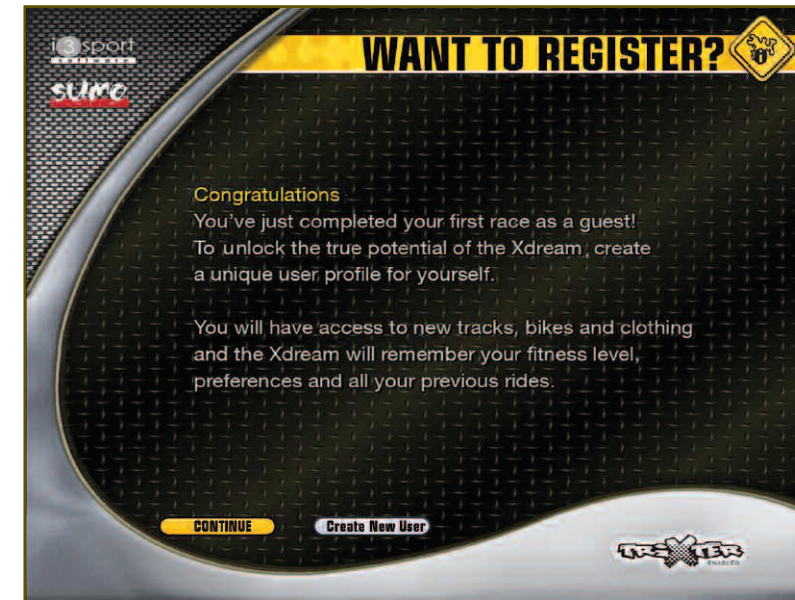 i3sport
software
sumo
WANT TO REGISTER?
Congratulations
You've just completed your first race as a guest!
To unlock the true potential of the Xdream, create
a unique user profile for yourself.
You will have access to new tracks, bikes and clothing
and the Xdream will remember your fitness level,
preferences and all your previous rides.
CONTINUE
Create New User
TRIXTER
ENABLED